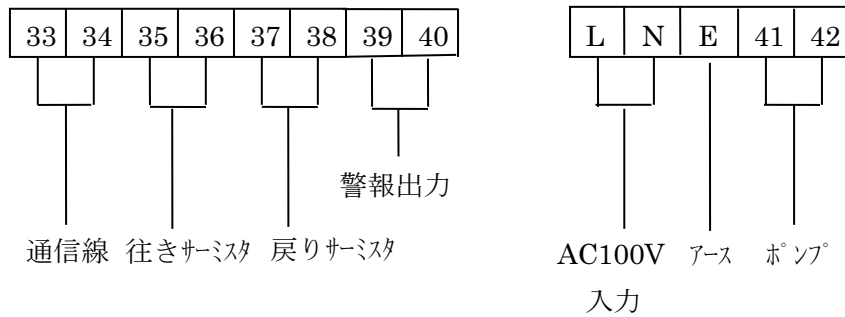 33 34 35 36 37 38 39 40 L N E 41 42
警報出力
通信線 往きｻｰﾐｽﾀ 戻りｻｰﾐｽﾀ AC100V ｱｰｽ ﾎﾟﾝﾌﾟ
入力